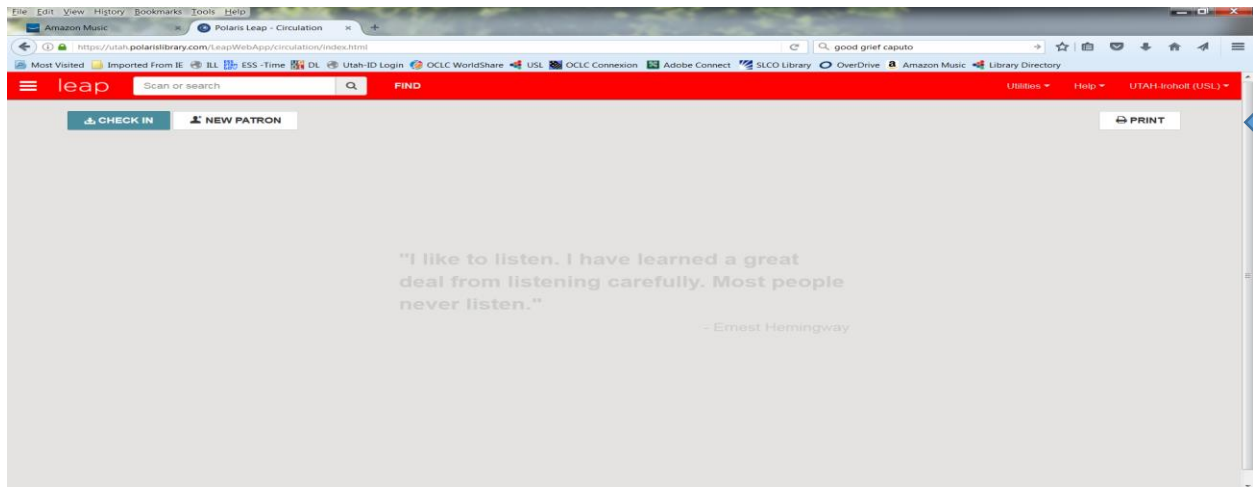 File Edit View History Bookmarks Tools Help
Amazon Music × Polaris Leap - Circulation × +
https://utah.polarislibrary.com/LeapWebApp/circulation/index.html good grief caputo
Most Visited Imported From IE ILL ESS -Time DL Utah-ID Login OCLC WorldShare USL OCLC Connexion Adobe Connect SLCO Library OverDrive Amazon Music Library Directory
leap Scan or search FIND Utilities Help UTAH-lroholt (USL)
CHECK IN NEW PATRON PRINT
"I like to listen. I have learned a great
deal from listening carefully. Most people
never listen."
- Ernest Hemingway